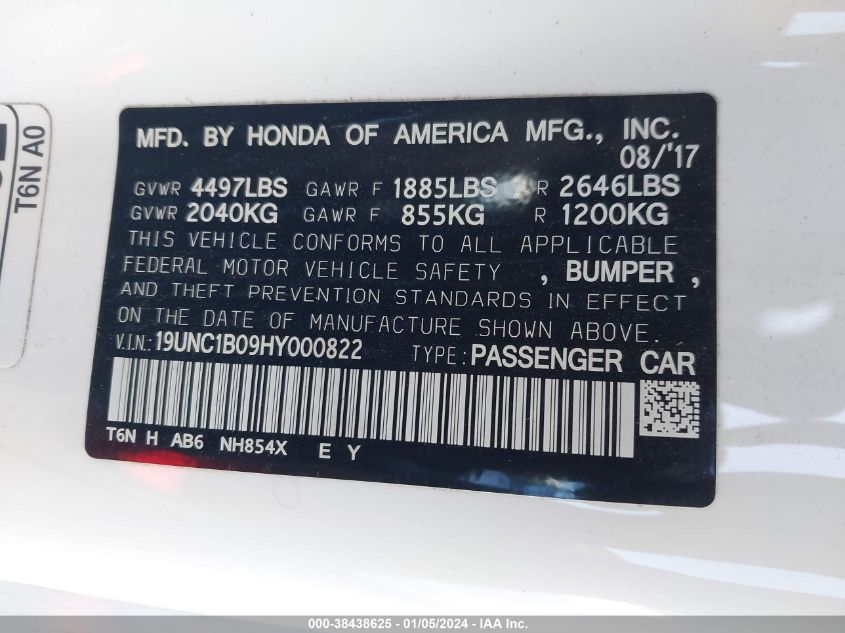 T6N A0
MFD. BY HONDA OF AMERICA MFG., INC.
08/'17
GVWR 4497LBS GAWR F 1885LBS R 2646LBS
GVWR 2040KG GAWR F 855KG R 1200KG
THIS VEHICLE CONFORMS TO ALL APPLICABLE
FEDERAL MOTOR VEHICLE SAFETY , BUMPER ,
AND THEFT PREVENTION STANDARDS IN EFFECT
ON THE DATE OF MANUFACTURE SHOWN ABOVE.
V.I.N.: 19UNC1B09HY000822 TYPE: PASSENGER CAR
T6N H AB6 NH854X E Y
000-38438625 - 01/05/2024 - IAA Inc.